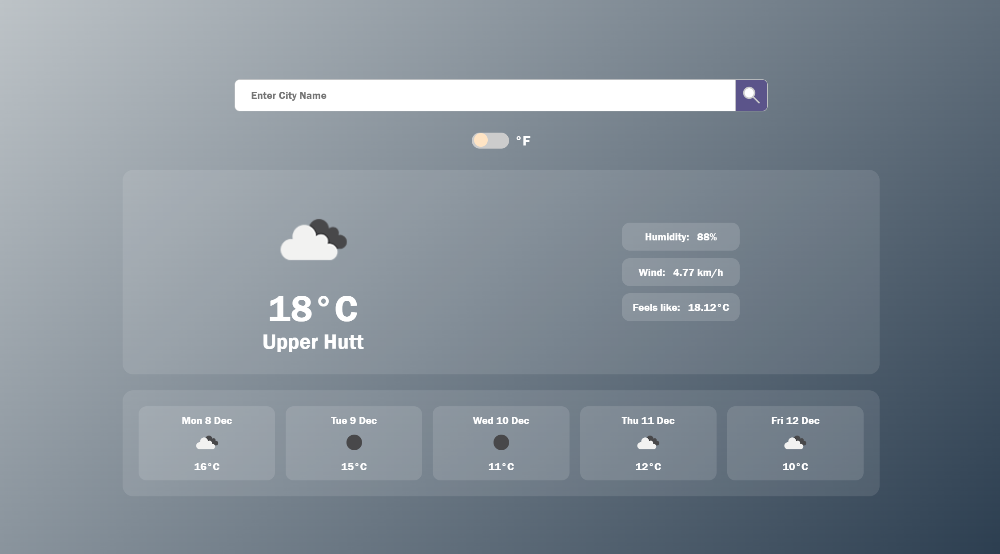 Enter City Name
°F
18°C
Upper Hutt
Humidity: 88%
Wind: 4.77 km/h
Feels like: 18.12°C
Mon 8 Dec
16°C
Tue 9 Dec
15°C
Wed 10 Dec
11°C
Thu 11 Dec
12°C
Fri 12 Dec
10°C